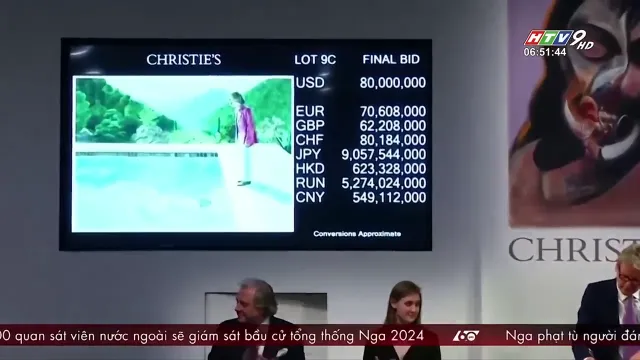 HTV9HD
06:51:44
CHRISTIE'S LOT 9C FINAL BID
USD 80,000,000
EUR 70,608,000
GBP 62,208,000
CHF 80,184,000
JPY 9,057,544,000
HKD 623,328,000
RUN 5,274,024,000
CNY 549,112,000
Conversions Approximate
CHRISTIE
00 quan sát viên nước ngoài sẽ giám sát bầu cử tổng thống Nga 2024 60 Nga phạt tù người đá